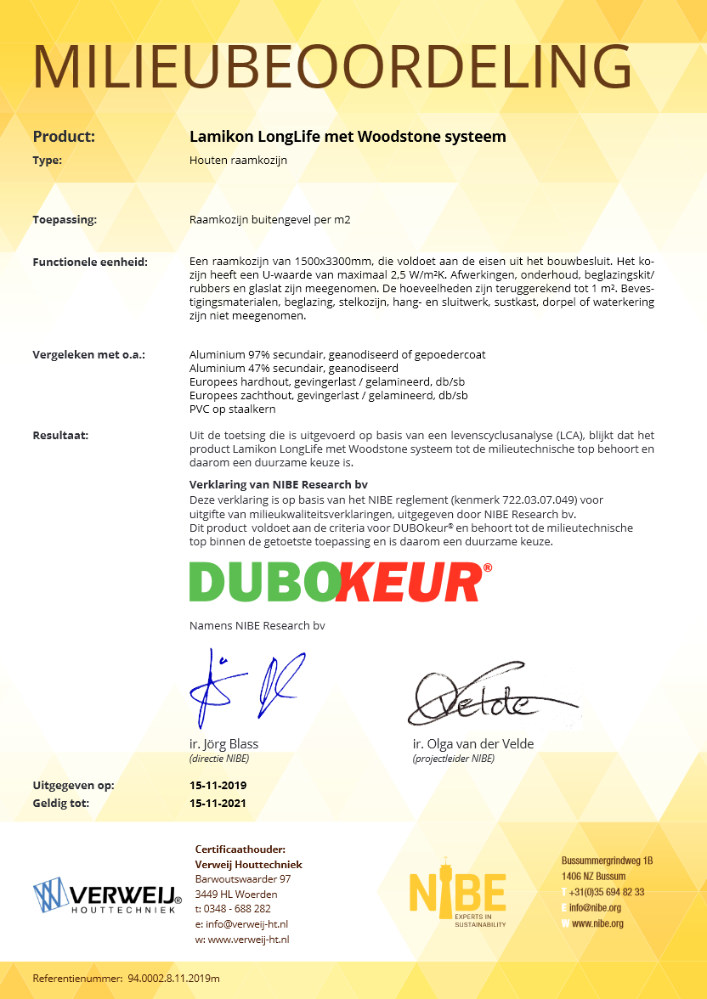 MILIEUBEOORDELING
Product: Lamikon LongLife met Woodstone systeem
Type: Houten raamkozijn
Toepassing: Raamkozijn buitengevel per m2
Functionele eenheid: Een raamkozijn van 1500x3300mm, die voldoet aan de eisen uit het bouwbesluit. Het ko-
zijn heeft een U-waarde van maximaal 2,5 W/m²K. Afwerkingen, onderhoud, beglazingskit/
rubbers en glaslat zijn meegenomen. De hoeveelheden zijn teruggerekend tot 1 m². Beves-
tigingsmaterialen, beglazing, stelkozijn, hang- en sluitwerk, sustkast, dorpel of waterkering
zijn niet meegenomen.
Vergeleken met o.a.: Aluminium 97% secundair, geanodiseerd of gepoedercoat
Aluminium 47% secundair, geanodiseerd
Europees hardhout, gevingerlast / gelamineerd, db/sb
Europees zachthout, gevingerlast / gelamineerd, db/sb
PVC op staalkern
Resultaat: Uit de toetsing die is uitgevoerd op basis van een levenscyclusanalyse (LCA), blijkt dat het
product Lamikon LongLife met Woodstone systeem tot de milieutechnische top behoort en
daarom een duurzame keuze is.
Verklaring van NIBE Research bv
Deze verklaring is op basis van het NIBE reglement (kenmerk 722.03.07.049) voor
uitgifte van milieukwaliteitsverklaringen, uitgegeven door NIBE Research bv.
Dit product voldoet aan de criteria voor DUBOkeur® en behoort tot de milieutechnische
top binnen de getoetste toepassing en is daarom een duurzame keuze.
DUBOKEUR®
Namens NIBE Research bv
Velde
ir. Jörg Blass
(directie NIBE)
ir. Olga van der Velde
(projectleider NIBE)
Uitgegeven op: 15-11-2019
Geldig tot: 15-11-2021
VERWEIJ®
HOUTTECHNIEK
Certificaathouder:
Verweij Houttechniek
Barwoutswaarder 97
3449 HL Woerden
t: 0348 - 688 282
e: info@verweij-ht.nl
w: www.verweij-ht.nl
NIBE
EXPERTS IN
SUSTAINABILITY
Bussummergrindweg 1B
1406 NZ Bussum
T +31(0)35 694 82 33
E info@nibe.org
W www.nibe.org
Referentienummer: 94.0002.8.11.2019m